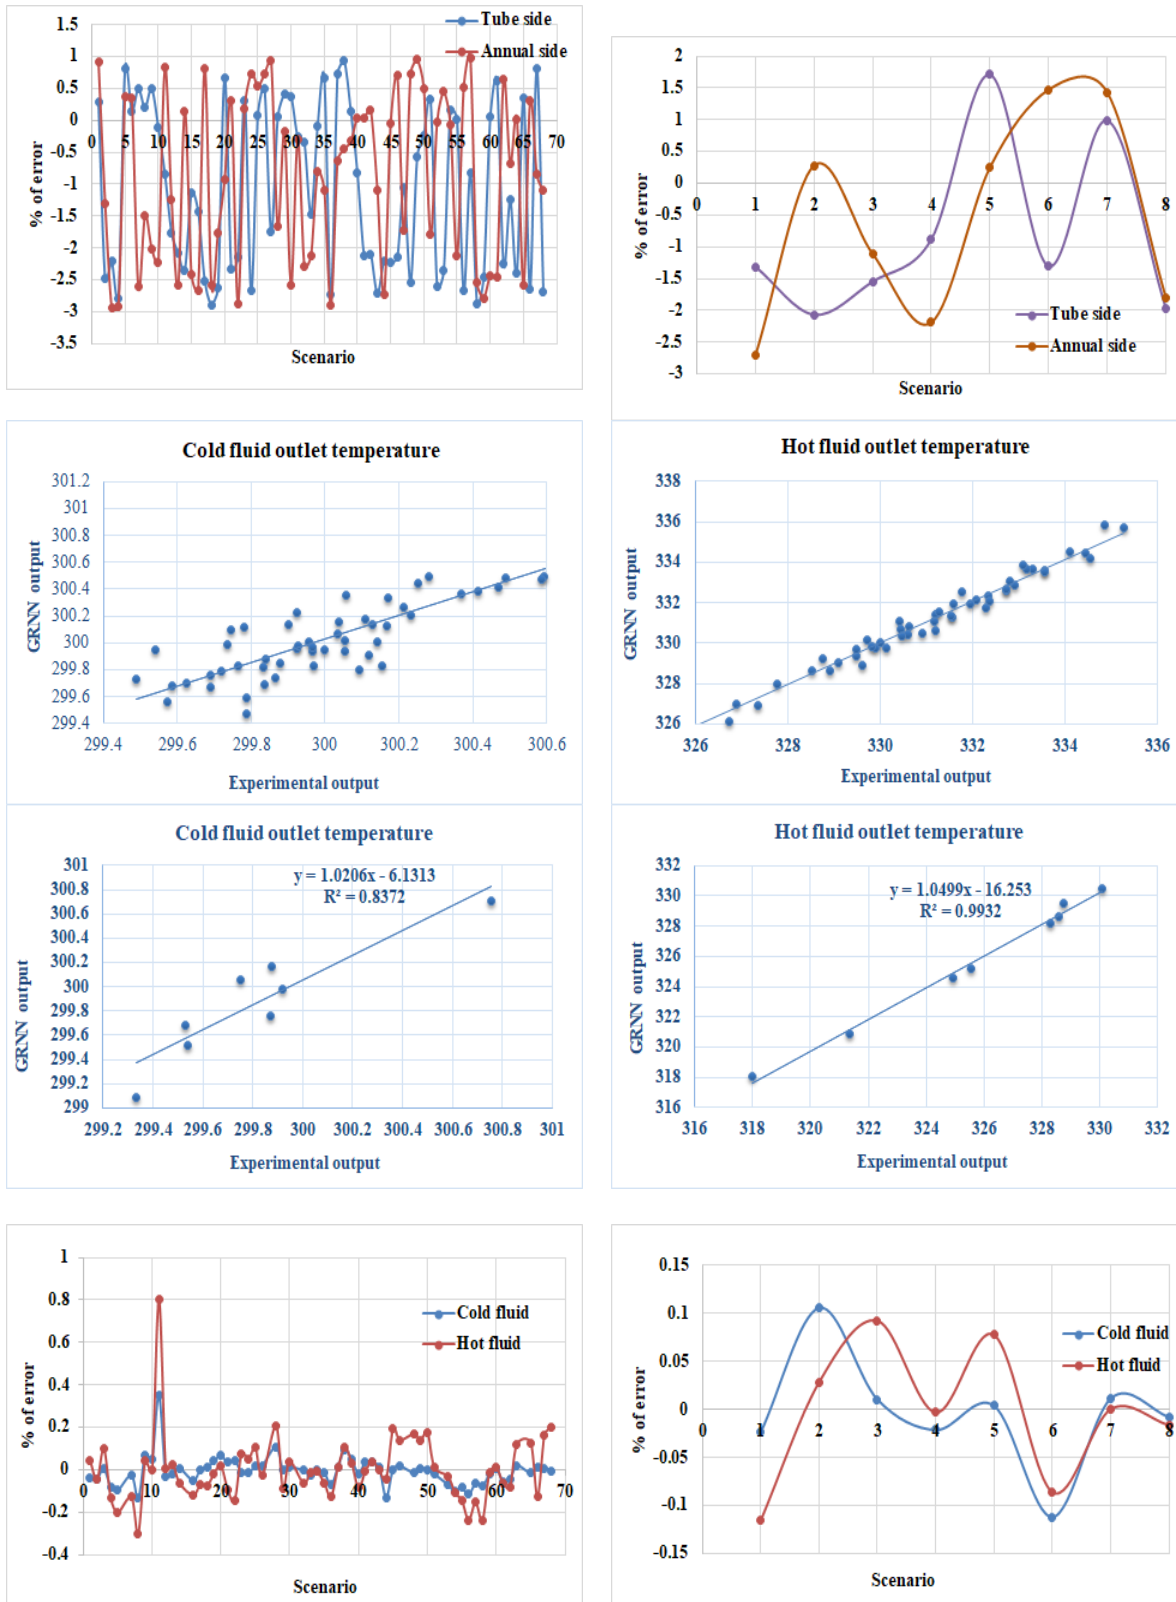 1.5
1
0.5
0
-0.5
-1
-1.5
-2
-2.5
-3
-3.5
0 5 10 15 20 25 30 35 40 45 50 55 60 65 70
% of error
Scenario
Tube side
Annual side
2
1.5
1
0.5
0
-0.5
-1
-1.5
-2
-2.5
-3
0 1 2 3 4 5 6 7 8
% of error
Scenario
Tube side
Annual side
Cold fluid outlet temperature
301.2
301
300.8
300.6
300.4
300.2
300
299.8
299.6
299.4
299.4 299.6 299.8 300 300.2 300.4 300.6
GRNN output
Experimental output
Hot fluid outlet temperature
338
336
334
332
330
328
326
326 328 330 332 334 336
GRNN output
Experimental output
Cold fluid outlet temperature
y = 1.0206x - 6.1313
R² = 0.8372
301
300.8
300.6
300.4
300.2
300
299.8
299.6
299.4
299.2
299
299.2 299.4 299.6 299.8 300 300.2 300.4 300.6 300.8 301
GRNN output
Experimental output
Hot fluid outlet temperature
y = 1.0499x - 16.253
R² = 0.9932
332
330
328
326
324
322
320
318
316
316 318 320 322 324 326 328 330 332
GRNN output
Experimental output
1
0.8
0.6
0.4
0.2
0
-0.2
-0.4
0 10 20 30 40 50 60 70
% of error
Scenario
Cold fluid
Hot fluid
0.15
0.1
0.05
0
-0.05
-0.1
-0.15
0 1 2 3 4 5 6 7 8
% of error
Scenario
Cold fluid
Hot fluid